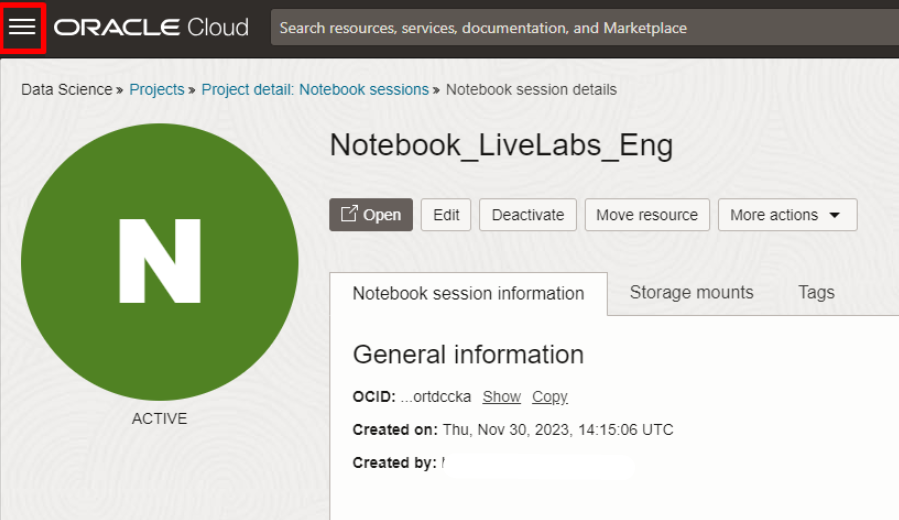 ORACLE Cloud
Search resources, services, documentation, and Marketplace
Data Science » Projects » Project detail: Notebook sessions » Notebook session details
N
ACTIVE
Notebook_LiveLabs_Eng
Open Edit Deactivate Move resource More actions
Notebook session information Storage mounts Tags
General information
OCID: ...ortdccka Show Copy
Created on: Thu, Nov 30, 2023, 14:15:06 UTC
Created by: